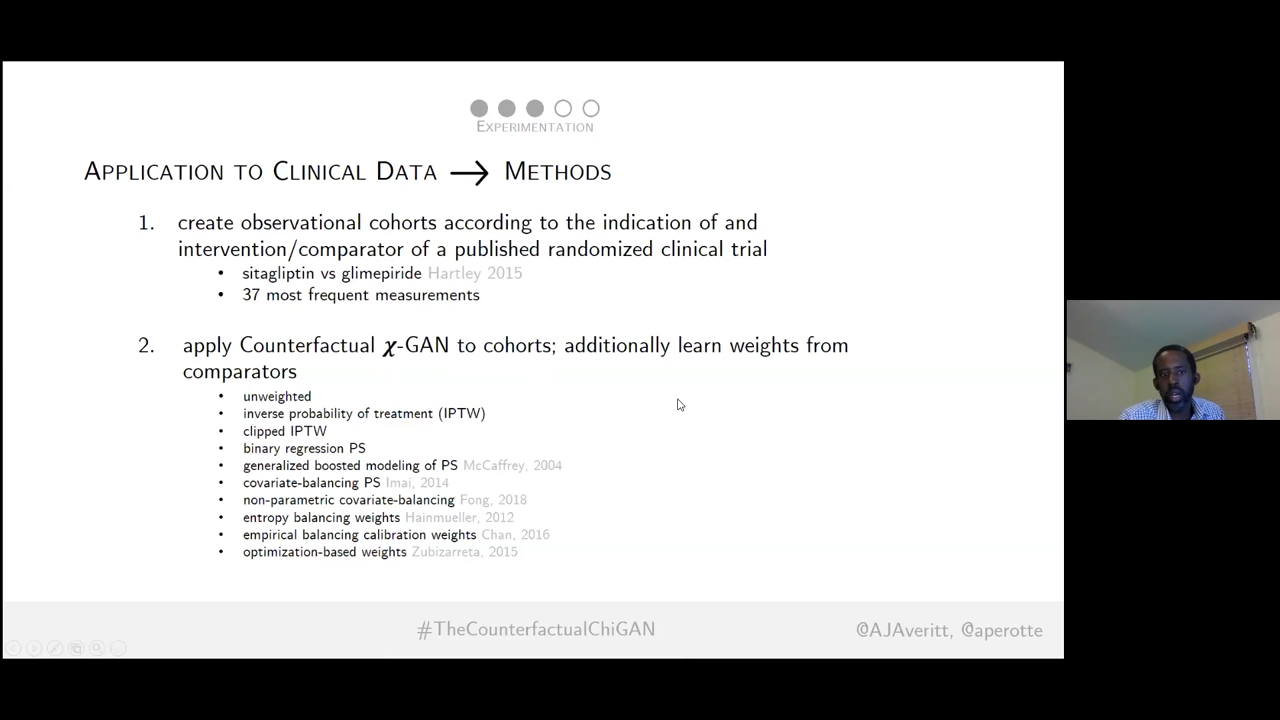 EXPERIMENTATION
APPLICATION TO CLINICAL DATA → METHODS
1. create observational cohorts according to the indication of and
intervention/comparator of a published randomized clinical trial
• sitagliptin vs glimepiride Hartley 2015
• 37 most frequent measurements
2. apply Counterfactual χ-GAN to cohorts; additionally learn weights from
comparators
• unweighted
• inverse probability of treatment (IPTW)
• clipped IPTW
• binary regression PS
• generalized boosted modeling of PS McCaffrey, 2004
• covariate-balancing PS Imai, 2014
• non-parametric covariate-balancing Fong, 2018
• entropy balancing weights Hainmueller, 2012
• empirical balancing calibration weights Chan, 2016
• optimization-based weights Zubizarreta, 2015
#TheCounterfactualChiGAN
@AJAveritt, @aperotte